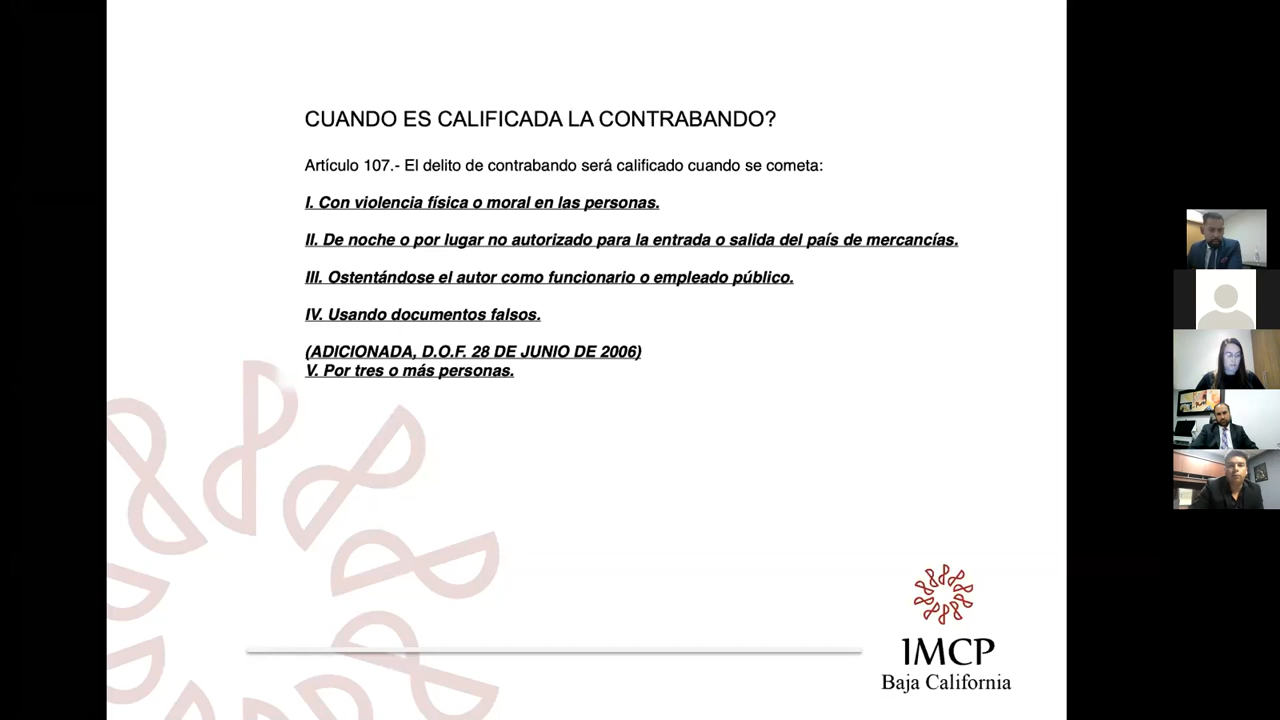 CUANDO ES CALIFICADA LA CONTRABANDO?
Artículo 107.- El delito de contrabando será calificado cuando se cometa:
I. Con violencia física o moral en las personas.
II. De noche o por lugar no autorizado para la entrada o salida del país de mercancías.
III. Ostentándose el autor como funcionario o empleado público.
IV. Usando documentos falsos.
(ADICIONADA, D.O.F. 28 DE JUNIO DE 2006)
V. Por tres o más personas.
IMCP
Baja California